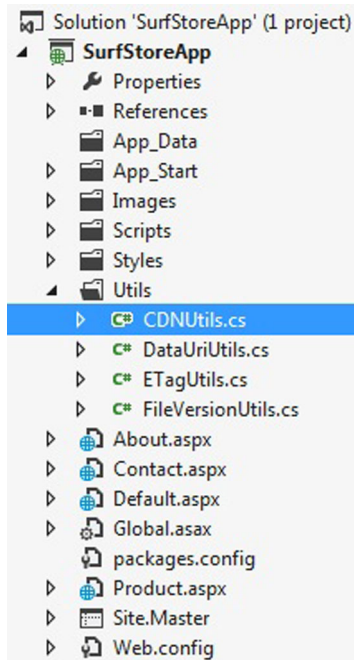 Solution 'SurfStoreApp' (1 project)
SurfStoreApp
Properties
References
App_Data
App_Start
Images
Scripts
Styles
Utils
C# CDNUtils.cs
C# DataUriUtils.cs
C# ETagUtils.cs
C# FileVersionUtils.cs
About.aspx
Contact.aspx
Default.aspx
Global.asax
packages.config
Product.aspx
Site.Master
Web.config